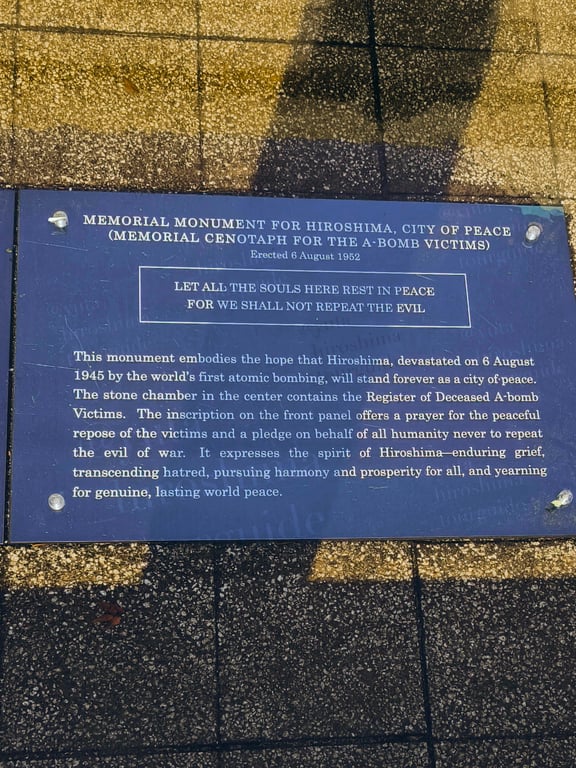 MEMORIAL MONUMENT FOR HIROSHIMA, CITY OF PEACE
(MEMORIAL CENOTAPH FOR THE A-BOMB VICTIMS)
Erected 6 August 1952
LET ALL THE SOULS HERE REST IN PEACE
FOR WE SHALL NOT REPEAT THE EVIL
This monument embodies the hope that Hiroshima, devastated on 6 August
1945 by the world's first atomic bombing, will stand forever as a city of peace.
The stone chamber in the center contains the Register of Deceased A-bomb
Victims. The inscription on the front panel offers a prayer for the peaceful
repose of the victims and a pledge on behalf of all humanity never to repeat
the evil of war. It expresses the spirit of Hiroshima—enduring grief,
transcending hatred, pursuing harmony and prosperity for all, and yearning
for genuine, lasting world peace.